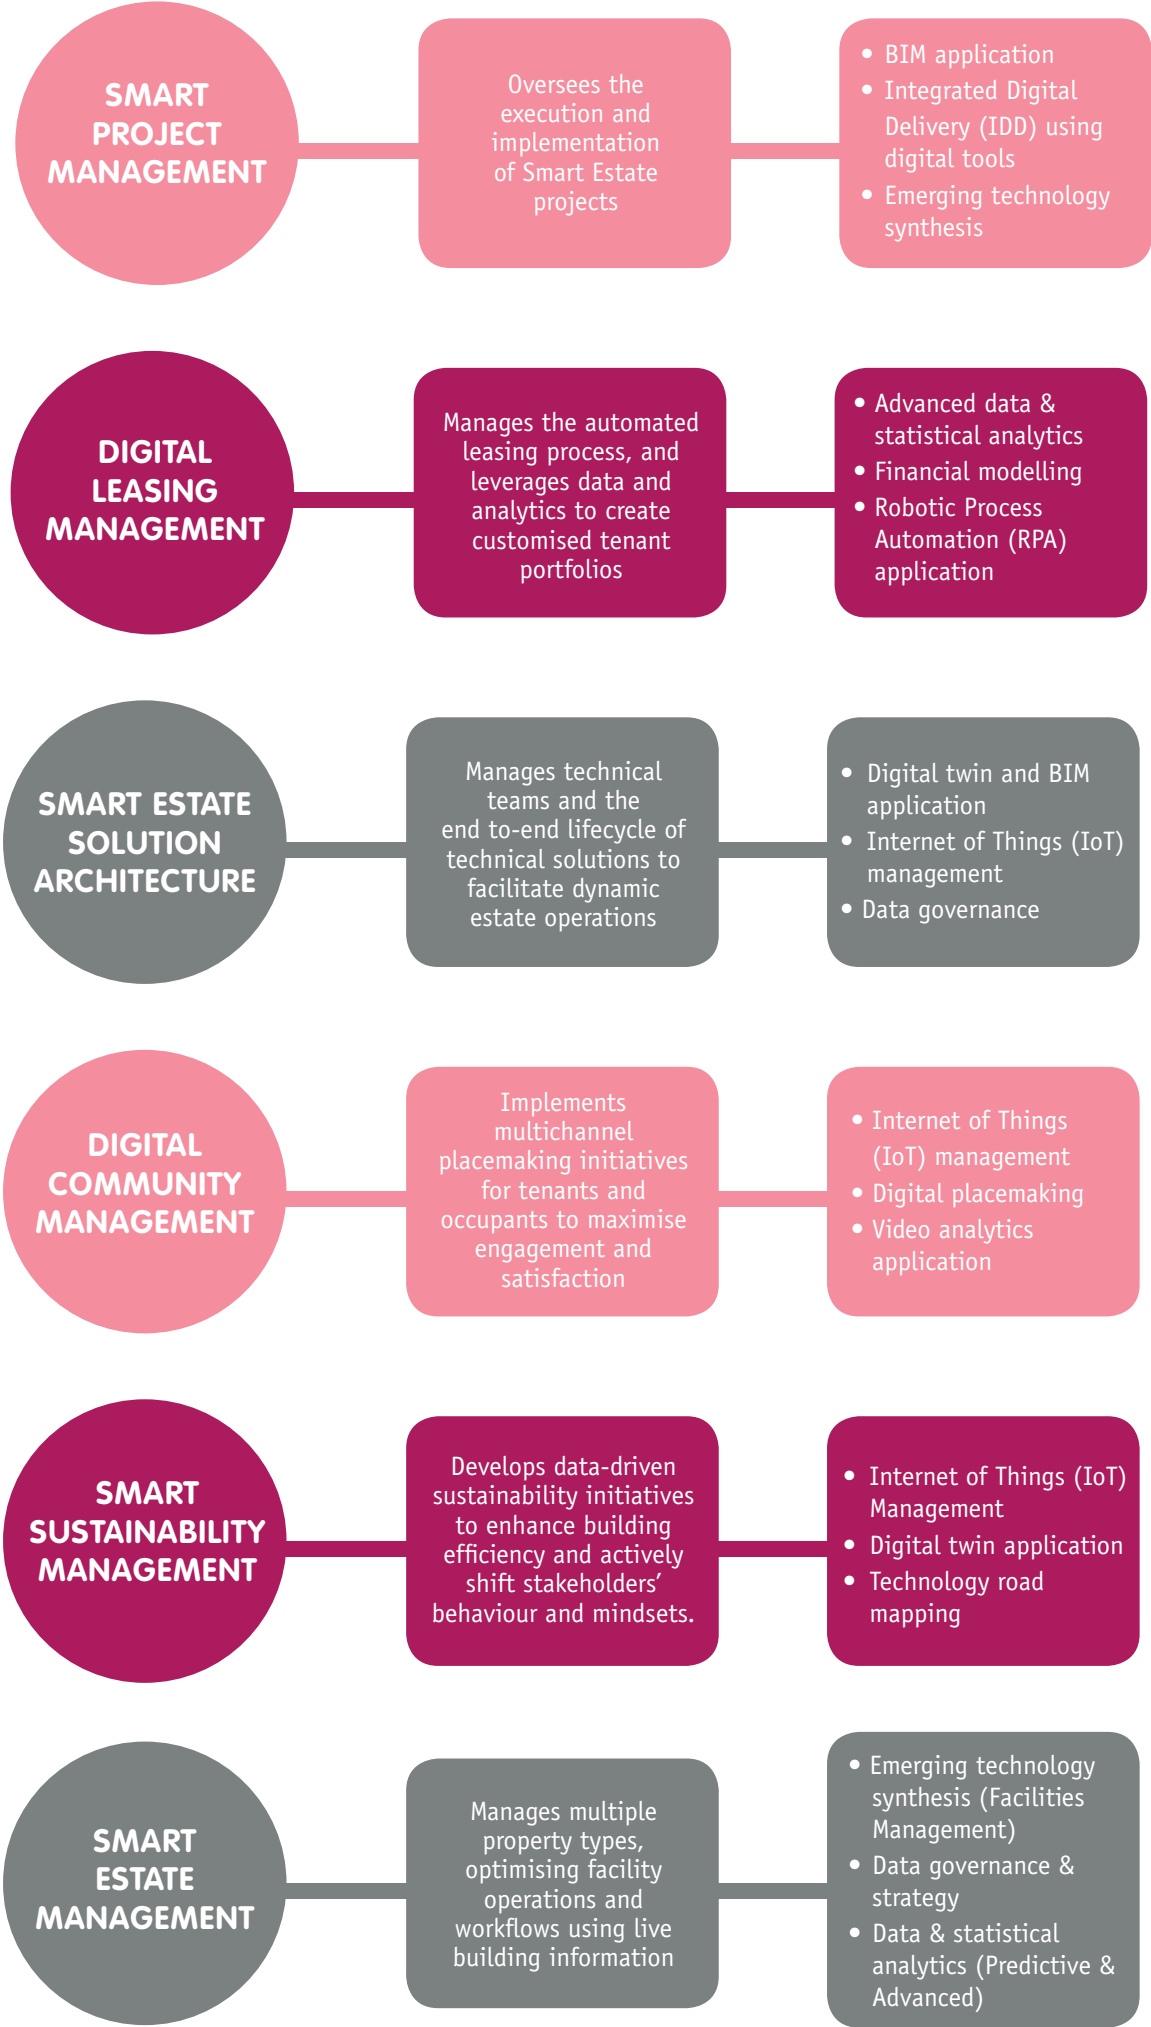 SMART
PROJECT
MANAGEMENT
Oversees the
execution and
implementation
of Smart Estate
projects
• BIM application
• Integrated Digital
Delivery (IDD) using
digital tools
• Emerging technology
synthesis
DIGITAL
LEASING
MANAGEMENT
Manages the automated
leasing process, and
leverages data and
analytics to create
customised tenant
portfolios
• Advanced data &
statistical analytics
• Financial modelling
• Robotic Process
Automation (RPA)
application
SMART ESTATE
SOLUTION
ARCHITECTURE
Manages technical
teams and the
end to-end lifecycle of
technical solutions to
facilitate dynamic
estate operations
• Digital twin and BIM
application
• Internet of Things (IoT)
management
• Data governance
DIGITAL
COMMUNITY
MANAGEMENT
Implements
multichannel
placemaking initiatives
for tenants and
occupants to maximise
engagement and
satisfaction
• Internet of Things
(IoT) management
• Digital placemaking
• Video analytics
application
SMART
SUSTAINABILITY
MANAGEMENT
Develops data-driven
sustainability initiatives
to enhance building
efficiency and actively
shift stakeholders’
behaviour and mindsets.
• Internet of Things (IoT)
Management
• Digital twin application
• Technology road
mapping
SMART
ESTATE
MANAGEMENT
Manages multiple
property types,
optimising facility
operations and
workflows using live
building information
• Emerging technology
synthesis (Facilities
Management)
• Data governance &
strategy
• Data & statistical
analytics (Predictive &
Advanced)